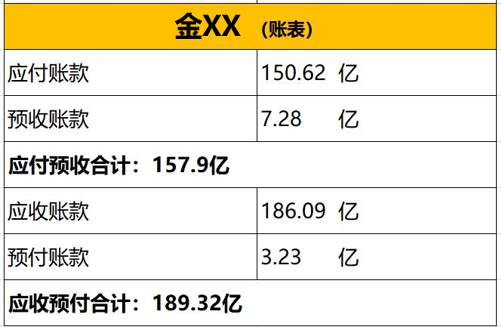 金XX （账表）
应付账款 150.62 亿
预收账款 7.28 亿
应付预收合计：157.9亿
应收账款 186.09 亿
预付账款 3.23 亿
应收预付合计：189.32亿